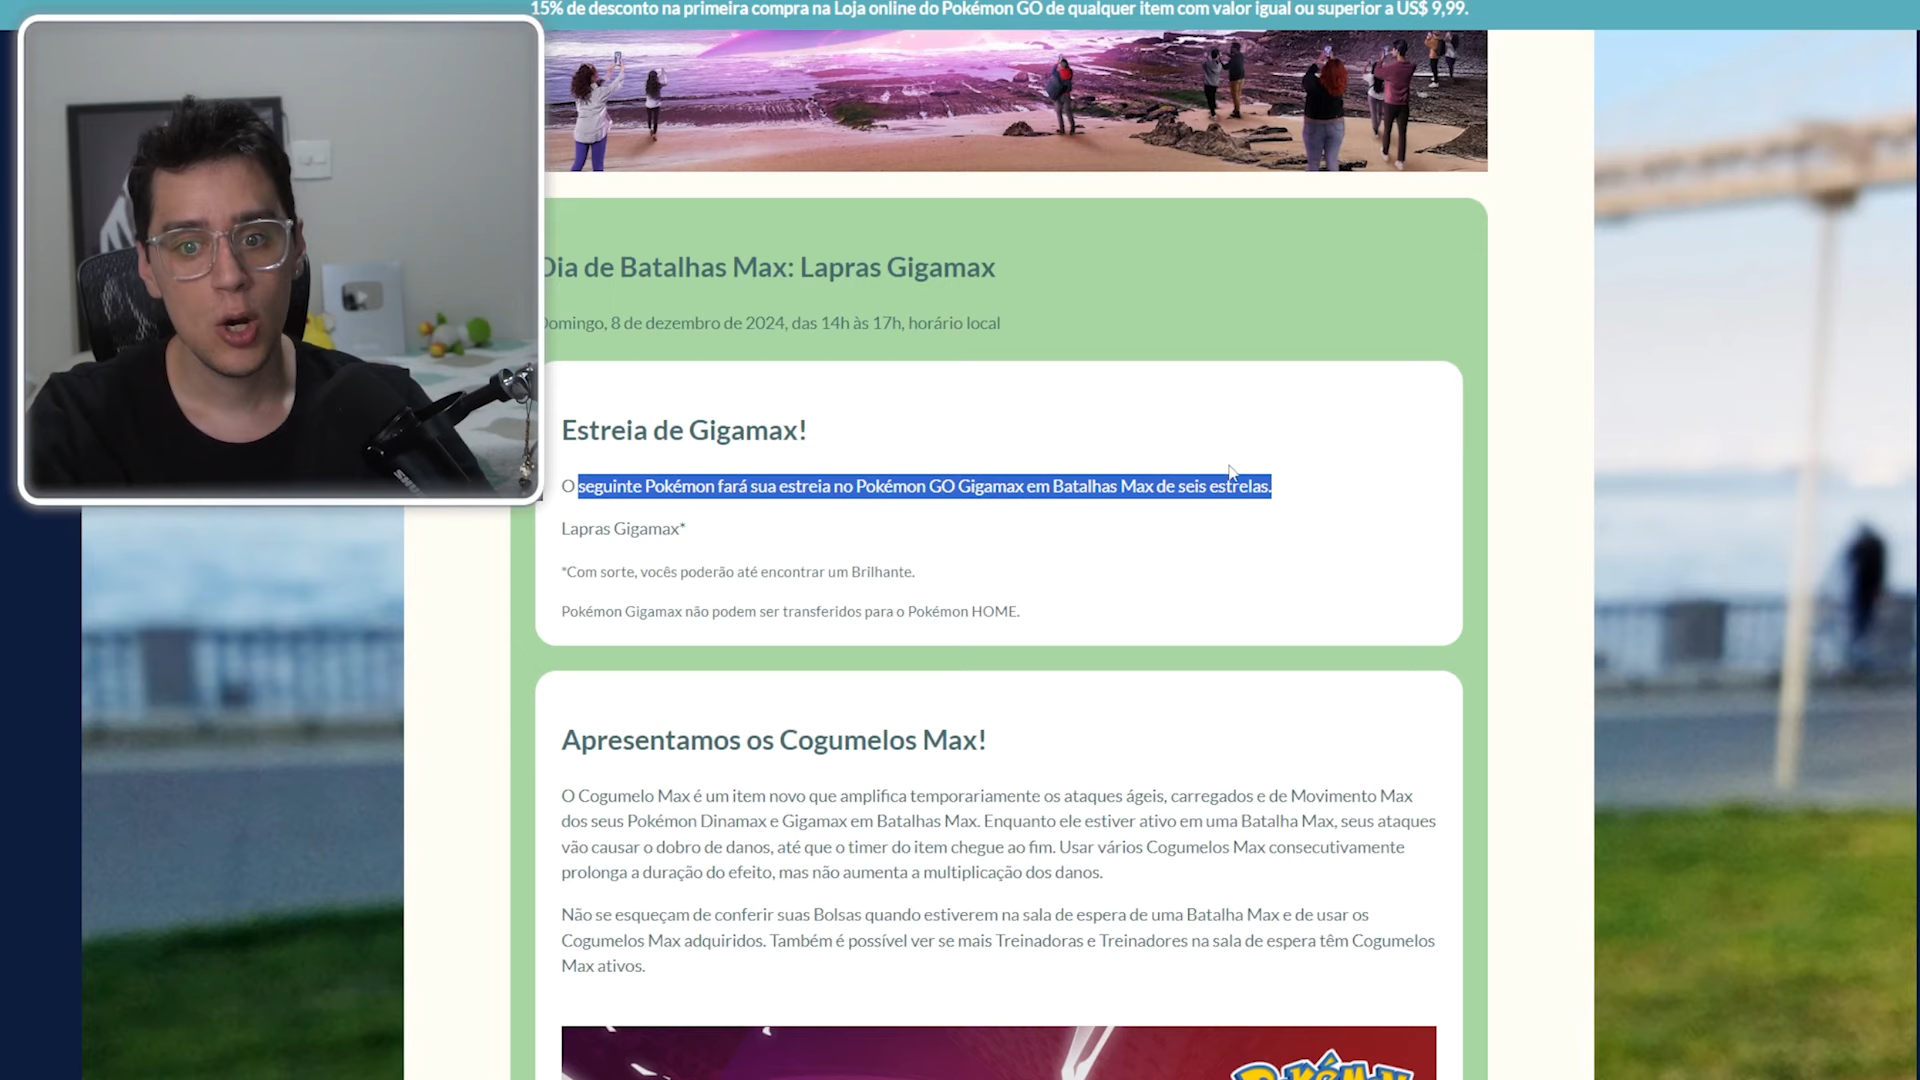 15% de desconto na primeira compra na Loja online do Pokémon GO de qualquer item com valor igual ou superior a US$ 9,99.
Dia de Batalhas Max: Lapras Gigamax
Domingo, 8 de dezembro de 2024, das 14h às 17h, horário local
Estreia de Gigamax!
O seguinte Pokémon fará sua estreia no Pokémon GO Gigamax em Batalhas Max de seis estrelas.
Lapras Gigamax*
*Com sorte, vocês poderão até encontrar um Brilhante.
Pokémon Gigamax não podem ser transferidos para o Pokémon HOME.
Apresentamos os Cogumelos Max!
O Cogumelo Max é um item novo que amplifica temporariamente os ataques ágeis, carregados e de Movimento Max
dos seus Pokémon Dinamax e Gigamax em Batalhas Max. Enquanto ele estiver ativo em uma Batalha Max, seus ataques
vão causar o dobro de danos, até que o timer do item chegue ao fim. Usar vários Cogumelos Max consecutivamente
prolonga a duração do efeito, mas não aumenta a multiplicação dos danos.
Não se esqueçam de conferir suas Bolsas quando estiverem na sala de espera de uma Batalha Max e de usar os
Cogumelos Max adquiridos. Também é possível ver se mais Treinadoras e Treinadores na sala de espera têm Cogumelos
Max ativos.
Pokémon